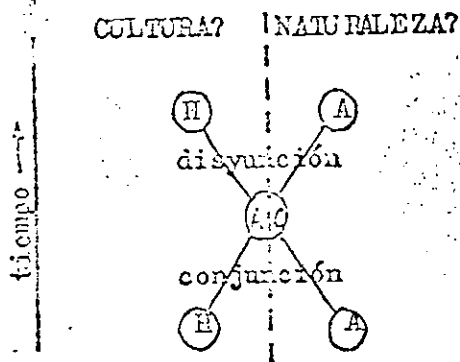 CULTURA? NATURALEZA?
H A
disyunción
tiempo
conjunción
H A